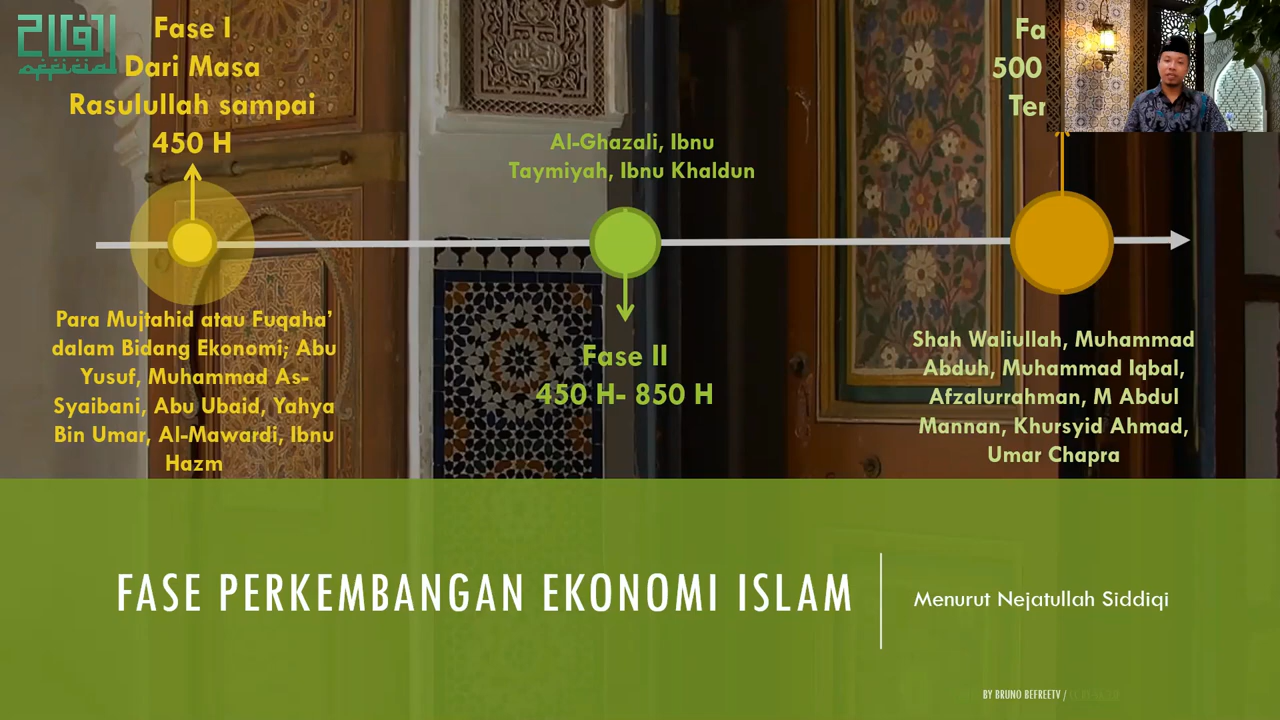 الفلاح
official
Fase I
Dari Masa
Rasulullah sampai
450 H
Para Mujtahid atau Fuqaha’
dalam Bidang Ekonomi; Abu
Yusuf, Muhammad As-
Syaibani, Abu Ubaid, Yahya
Bin Umar, Al-Mawardi, Ibnu
Hazm
Al-Ghazali, Ibnu
Taymiyah, Ibnu Khaldun
Fase II
450 H- 850 H
Fa
500
Ter
Shah Waliullah, Muhammad
Abduh, Muhammad Iqbal,
Afzalurrahman, M Abdul
Mannan, Khursyid Ahmad,
Umar Chapra
FASE PERKEMBANGAN EKONOMI ISLAM
Menurut Nejatullah Siddiqi
BY BRUNO BEFREETV /